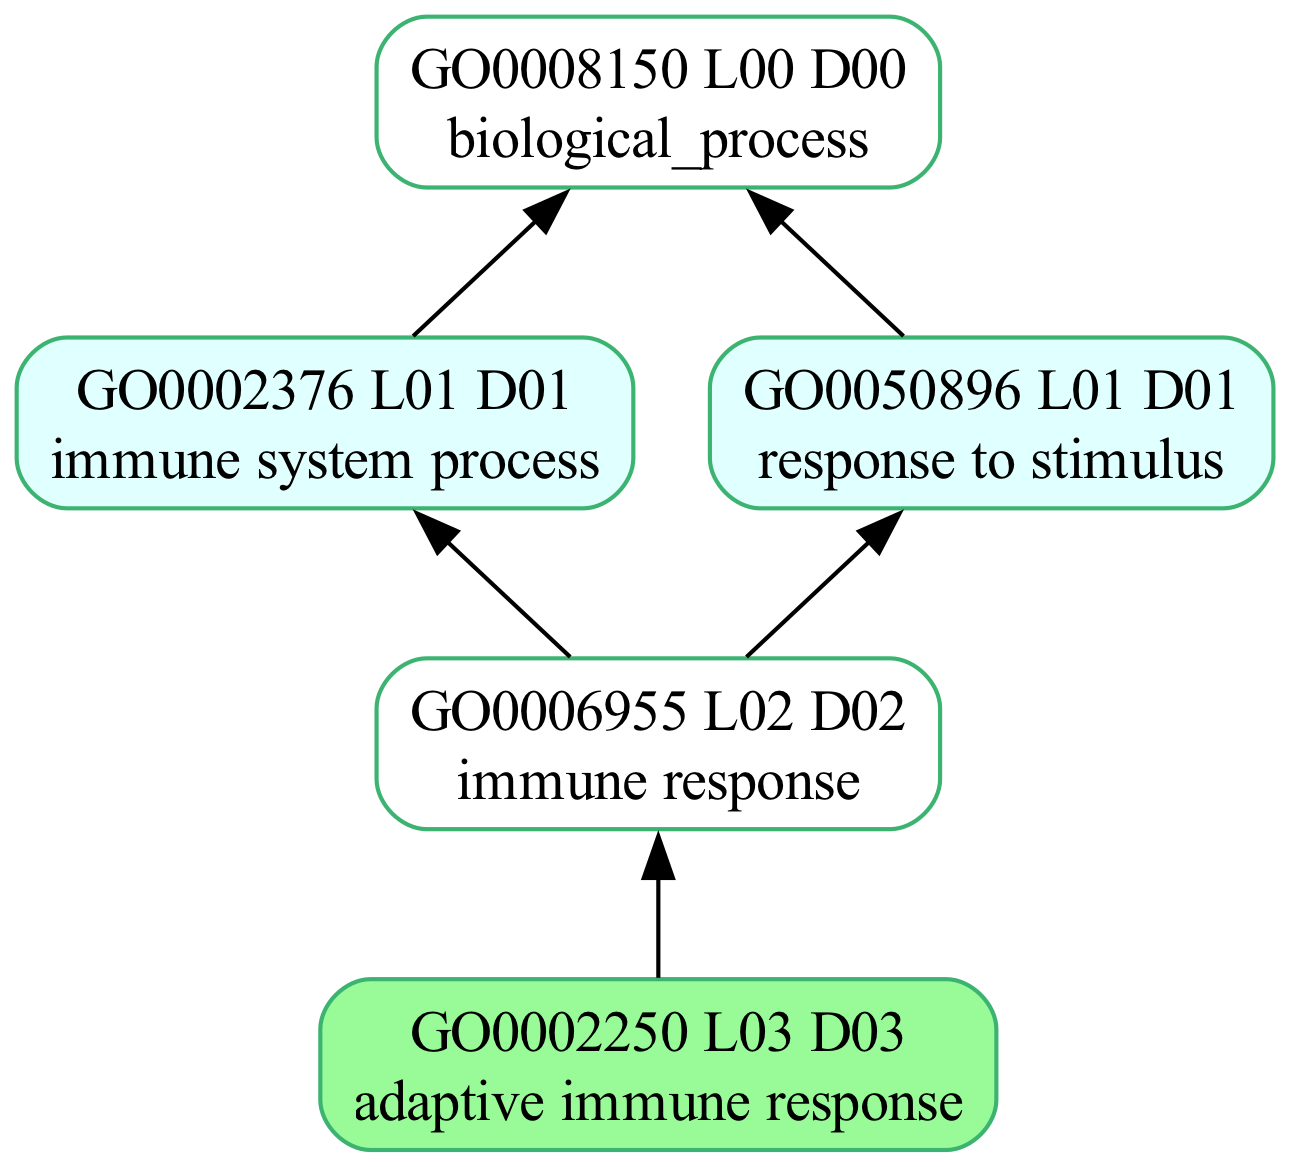 GO0008150 L00 D00
biological_process
GO0002376 L01 D01
immune system process
GO0050896 L01 D01
response to stimulus
GO0006955 L02 D02
immune response
GO0002250 L03 D03
adaptive immune response